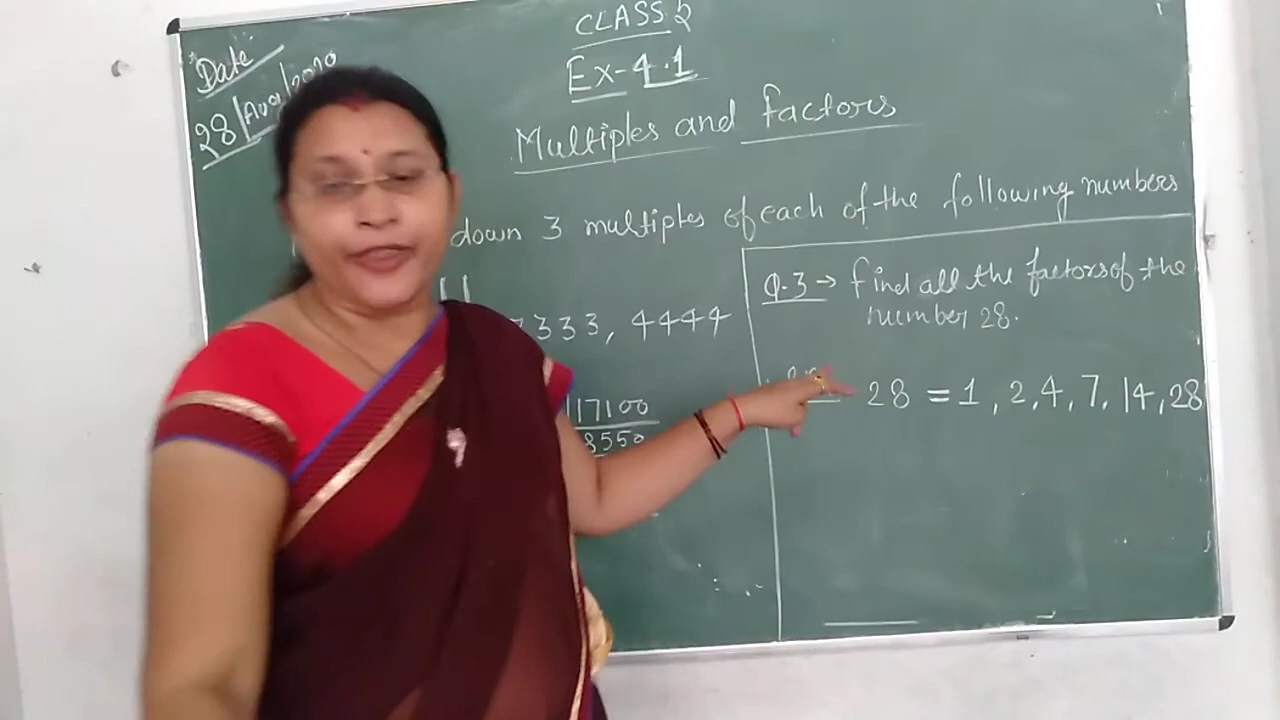 Date
28/Aug/2020
CLASS 5
Ex-4.1
Multiples and factors
down 3 multiples of each of the following numbers
3333, 4444
17100
8550
Q.3→ find all the factors of the
number 28.
28 = 1, 2, 4, 7, 14, 28